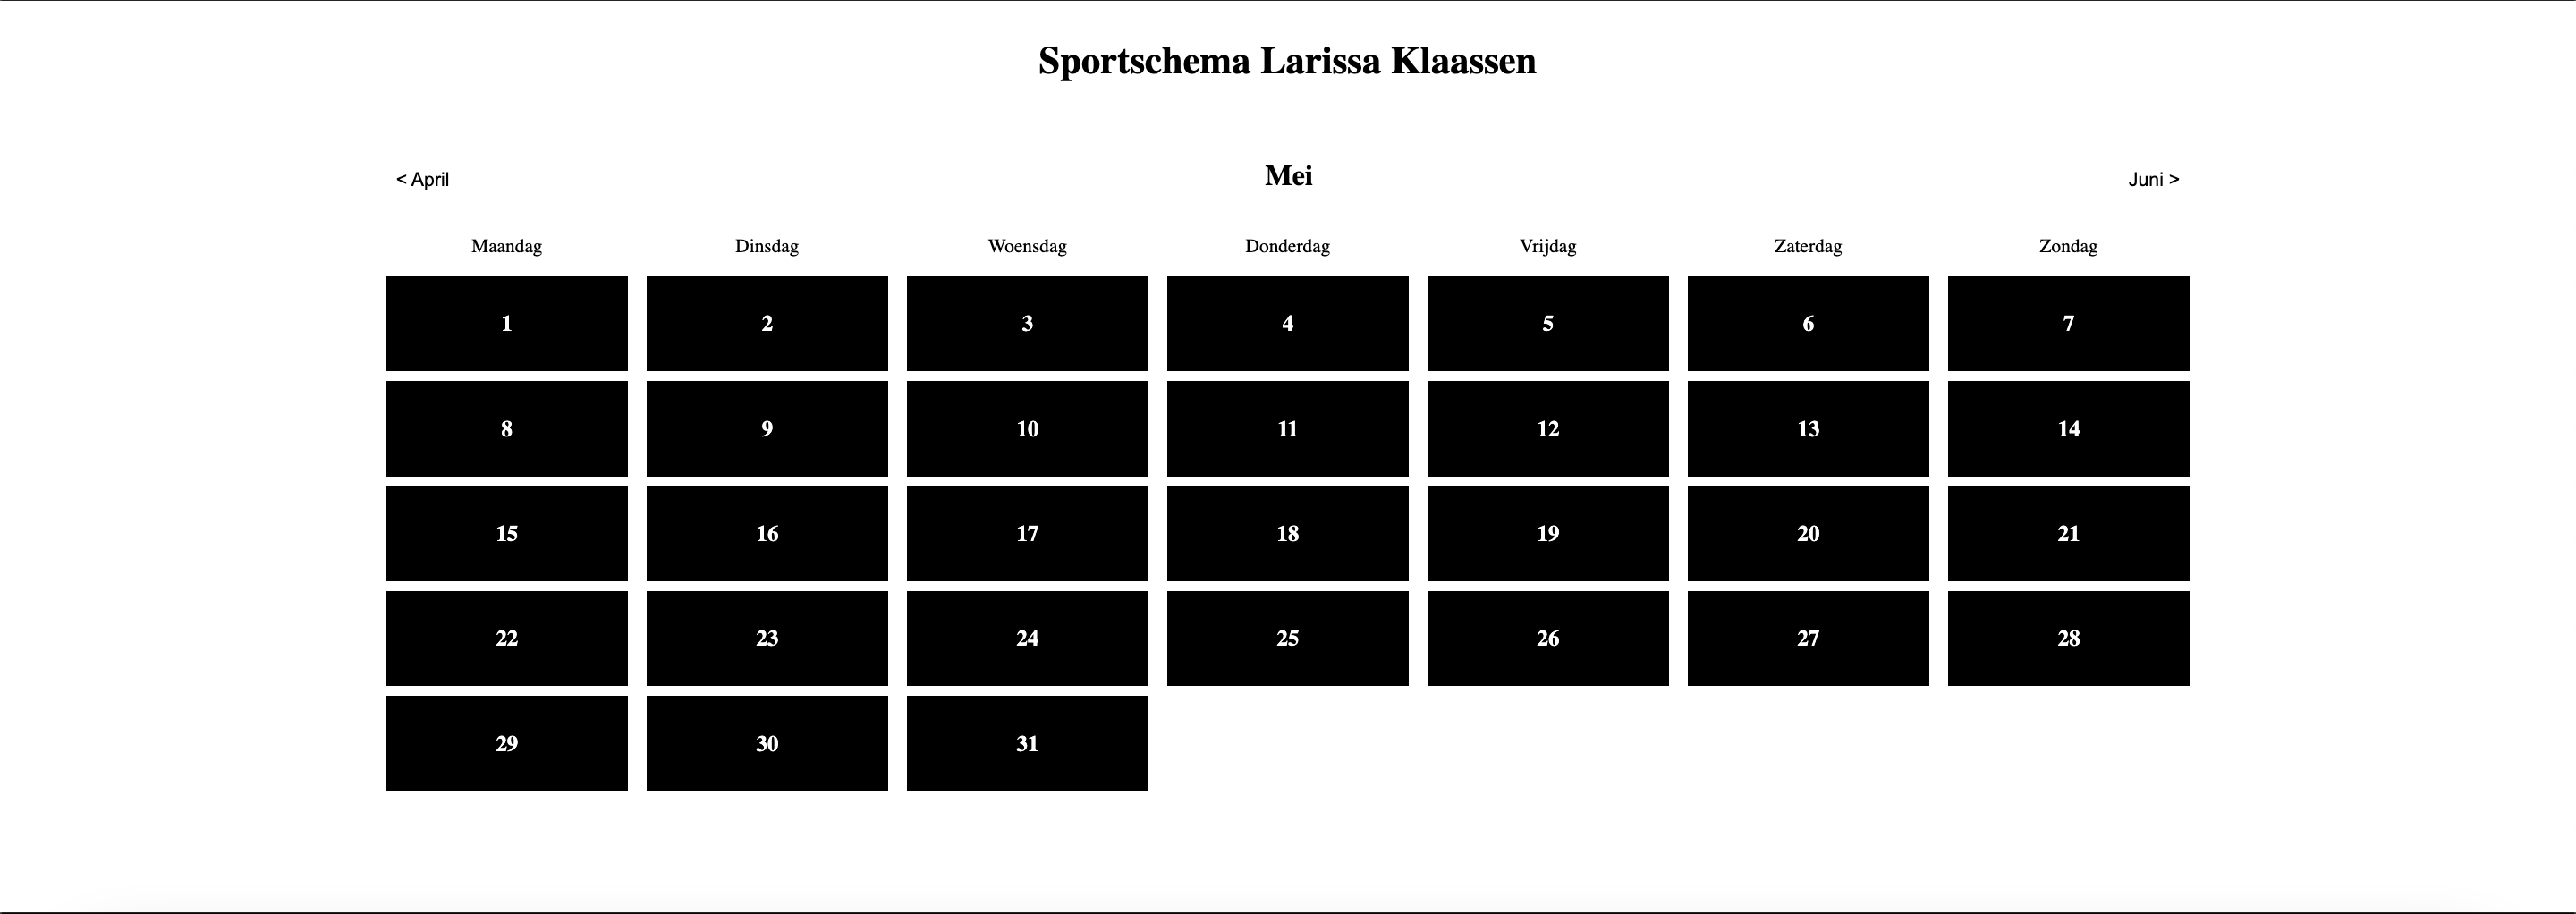 Sportschema Larissa Klaassen
< April Mei Juni >
Maandag Dinsdag Woensdag Donderdag Vrijdag Zaterdag Zondag
1 2 3 4 5 6 7
8 9 10 11 12 13 14
15 16 17 18 19 20 21
22 23 24 25 26 27 28
29 30 31